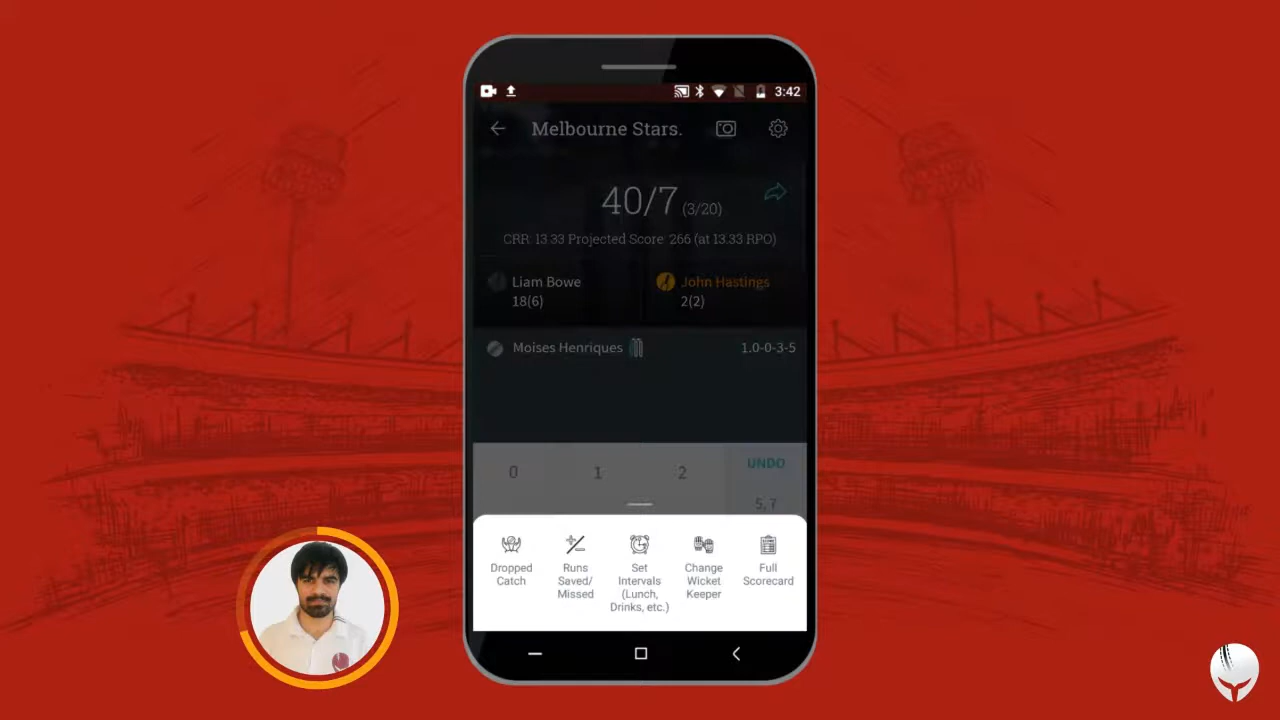 3:42
Melbourne Stars.
40/7 (3/20)
CRR: 13.33 Projected Score: 266 (at 13.33 RPO)
Liam Bowe
John Hastings
18(6)
2(2)
Moises Henriques
1.0-0-3-5
0
1
2
UNDO
5, 7
Dropped
Catch
Runs
Saved/
Missed
Set
Intervals
(Lunch,
Drinks, etc.)
Change
Wicket
Keeper
Full
Scorecard